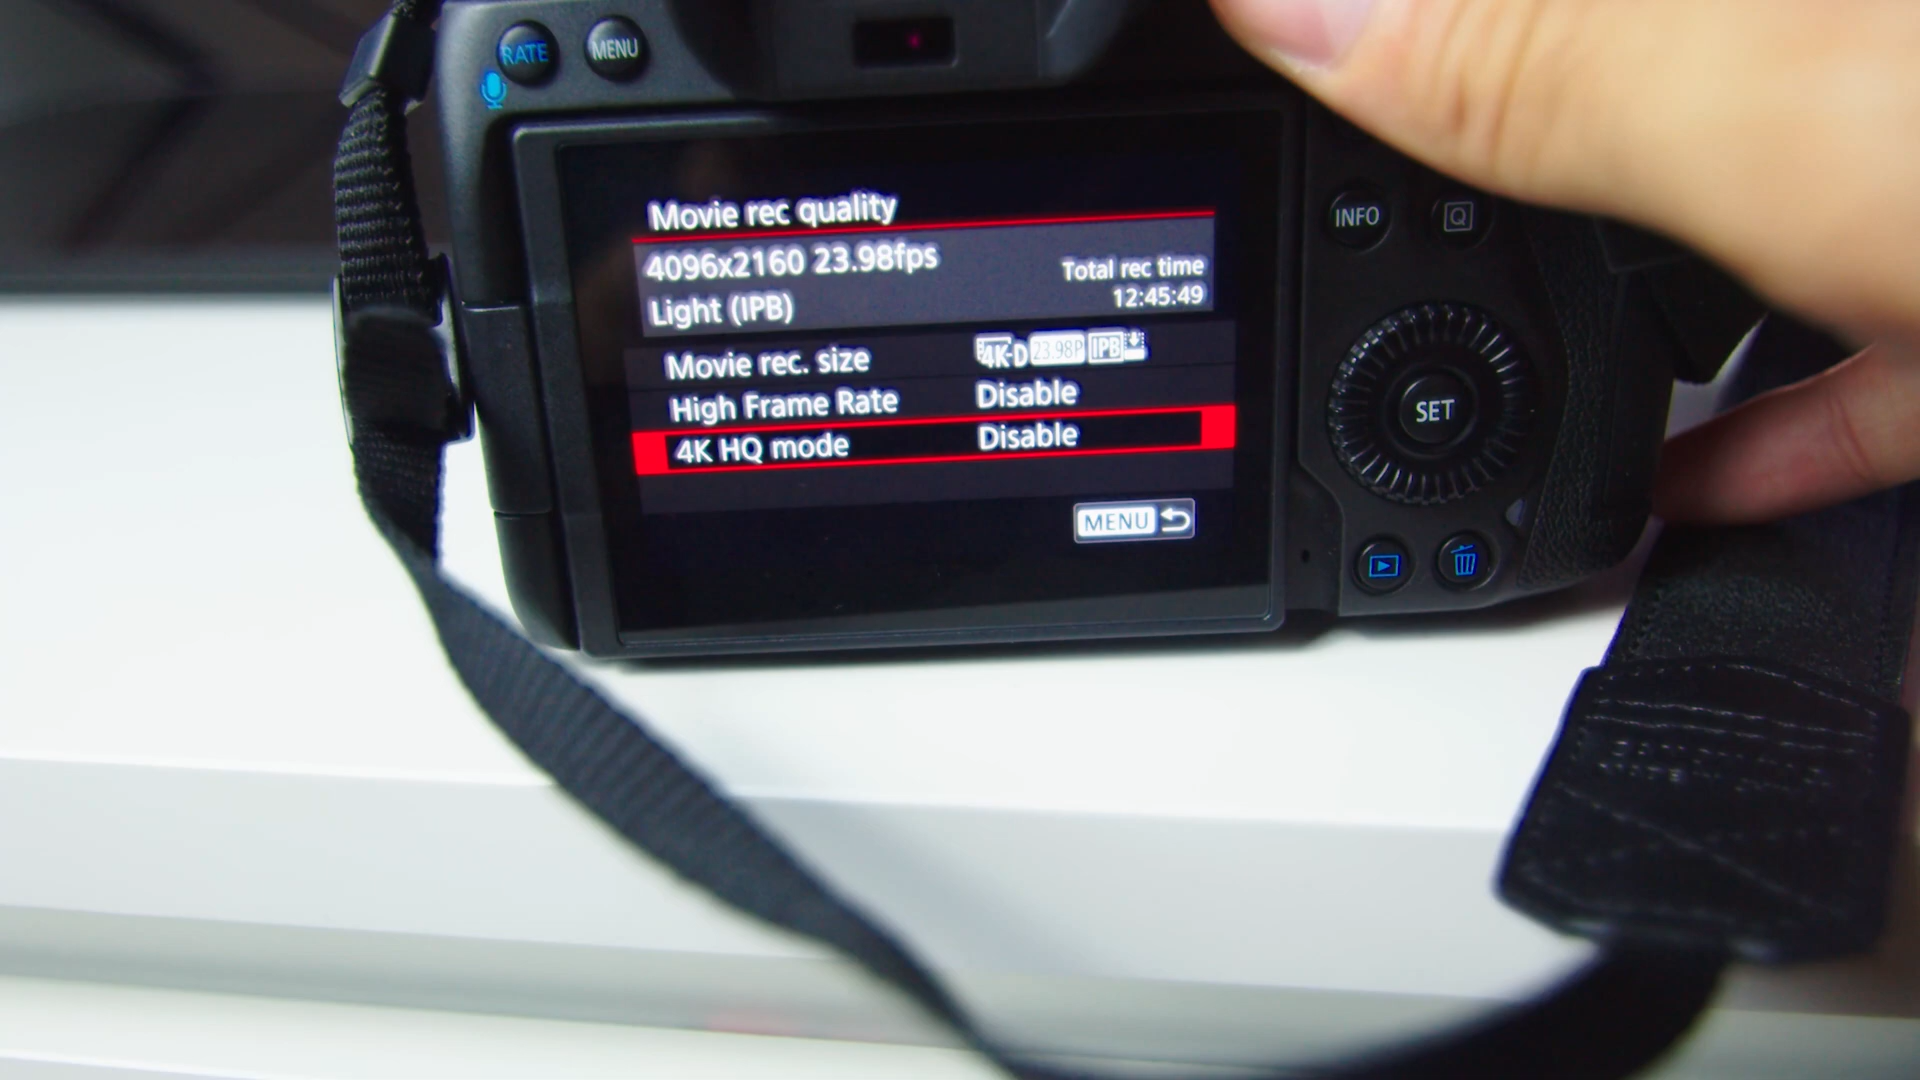 RATE MENU
Movie rec quality
4096x2160 23.98fps
Total rec time
Light (IPB)
12:45:49
Movie rec. size 4K-D 23.98P IPB
High Frame Rate Disable
4K HQ mode Disable
MENU
INFO Q
SET